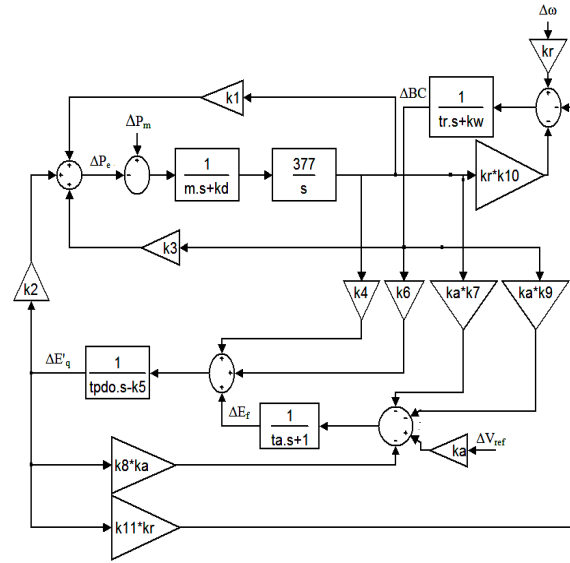 Δω
kr
ΔBC
1
tr.s+kw
k1
ΔPm
ΔPe
1
m.s+kd
377
s
kr*k10
k3
k2
k4
k6
ka*k7
ka*k9
ΔE'q
1
tpdo.s-k5
ΔEf
1
ta.s+1
ka
ΔVref
k8*ka
k11*kr